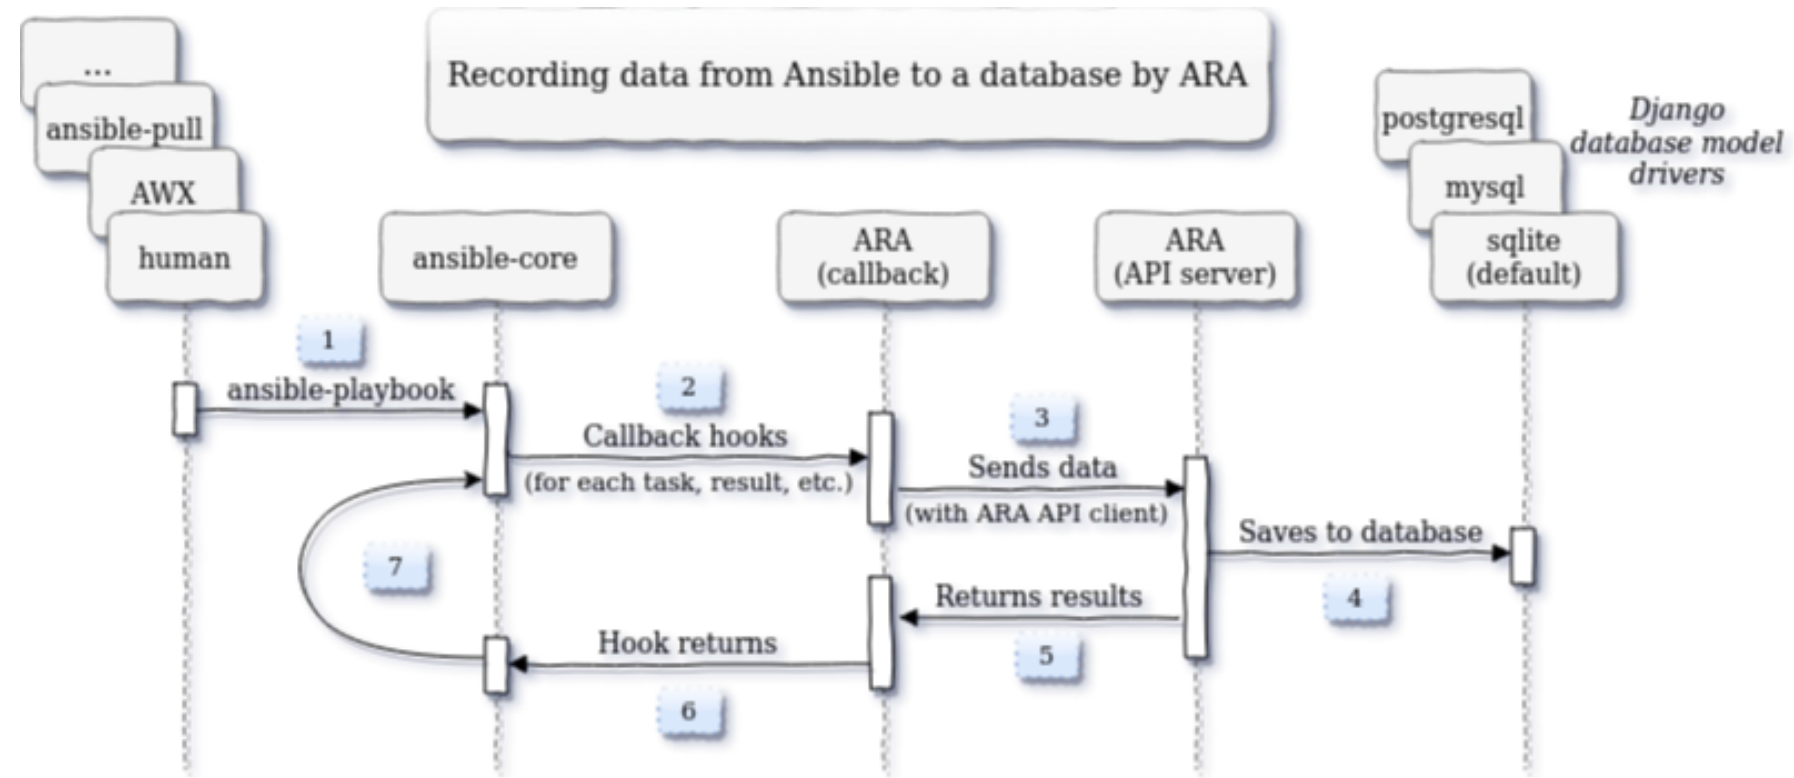 Recording data from Ansible to a database by ARA
...
ansible-pull
AWX
human
ansible-core
ARA
(callback)
ARA
(API server)
postgresql
mysql
sqlite
(default)
Django
database model
drivers
1
ansible-playbook
2
Callback hooks
(for each task, result, etc.)
3
Sends data
(with ARA API client)
Saves to database
4
Returns results
5
Hook returns
6
7